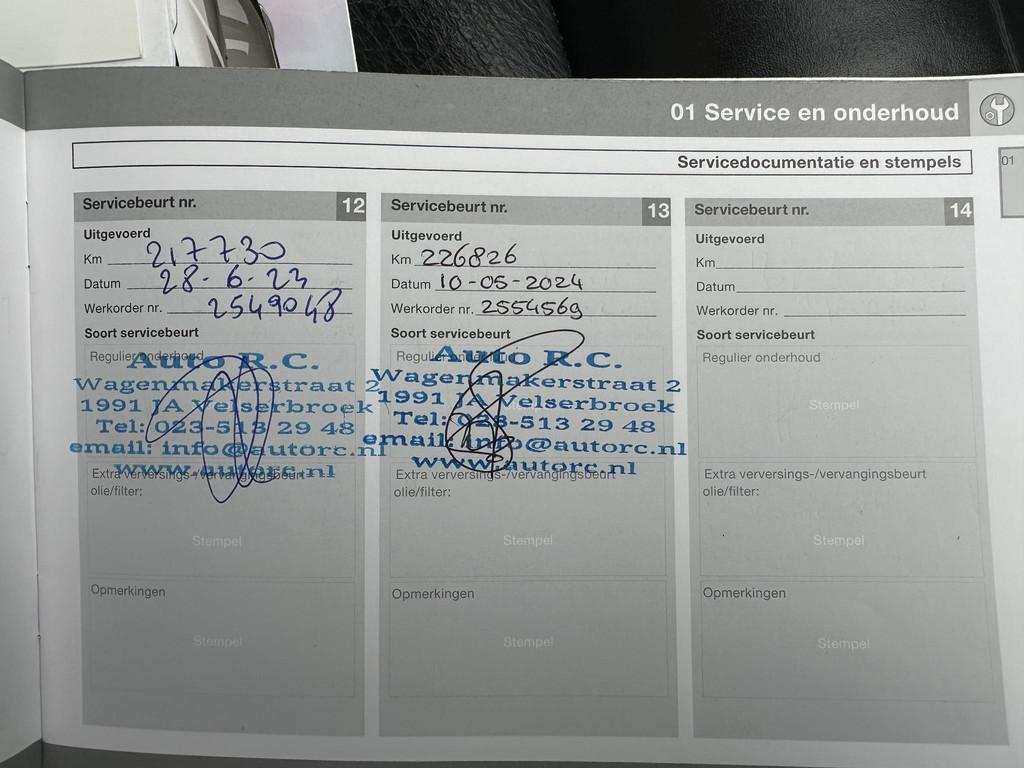 01 Service en onderhoud
Servicedocumentatie en stempels
01
Servicebeurt nr. 12
Uitgevoerd
Km 217730
Datum 28-6-23
Werkorder nr. 2549048
Soort servicebeurt
Regulier onderhoud
Auto R.C.
Wagenmakerstraat 2
1991 JA Velserbroek
Tel: 023-513 29 48
email: info@autorc.nl
www.autorc.nl
Extra verversings-/vervangingsbeurt
olie/filter:
Stempel
Opmerkingen
Stempel
Servicebeurt nr. 13
Uitgevoerd
Km 226826
Datum 10-05-2024
Werkorder nr. 2554569
Soort servicebeurt
Regulier onderhoud
Auto R.C.
Wagenmakerstraat 2
1991 JA Velserbroek
Tel: 023-513 29 48
email: info@autorc.nl
www.autorc.nl
Extra verversings-/vervangingsbeurt
olie/filter:
Stempel
Opmerkingen
Stempel
Servicebeurt nr. 14
Uitgevoerd
Km
Datum
Werkorder nr.
Soort servicebeurt
Regulier onderhoud
Stempel
Extra verversings-/vervangingsbeurt
olie/filter:
Stempel
Opmerkingen
Stempel